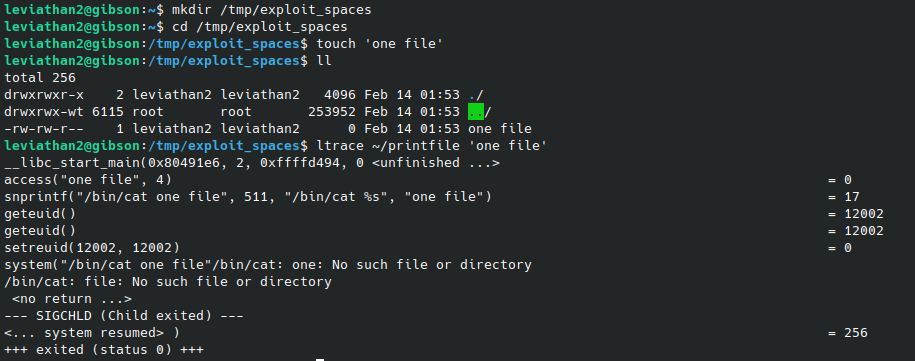 leviathan2@gibson:~$ mkdir /tmp/exploit_spaces
leviathan2@gibson:~$ cd /tmp/exploit_spaces
leviathan2@gibson:/tmp/exploit_spaces$ touch 'one file'
leviathan2@gibson:/tmp/exploit_spaces$ ll
total 256
drwxrwxr-x    2 leviathan2 leviathan2   4096 Feb 14 01:53 ./
drwxrwx-wt 6115 root       root       253952 Feb 14 01:53 ../
-rw-rw-r--    1 leviathan2 leviathan2      0 Feb 14 01:53 one file
leviathan2@gibson:/tmp/exploit_spaces$ ltrace ~/printfile 'one file'
__libc_start_main(0x80491e6, 2, 0xffffd494, 0 <unfinished ...>
access("one file", 4)                                                                            = 0
snprintf("/bin/cat one file", 511, "/bin/cat %s", "one file")                                    = 17
geteuid()                                                                                        = 12002
geteuid()                                                                                        = 12002
setreuid(12002, 12002)                                                                           = 0
system("/bin/cat one file"/bin/cat: one: No such file or directory
/bin/cat: file: No such file or directory
 <no return ...>
--- SIGCHLD (Child exited) ---
<... system resumed> )                                                                           = 256
+++ exited (status 0) +++